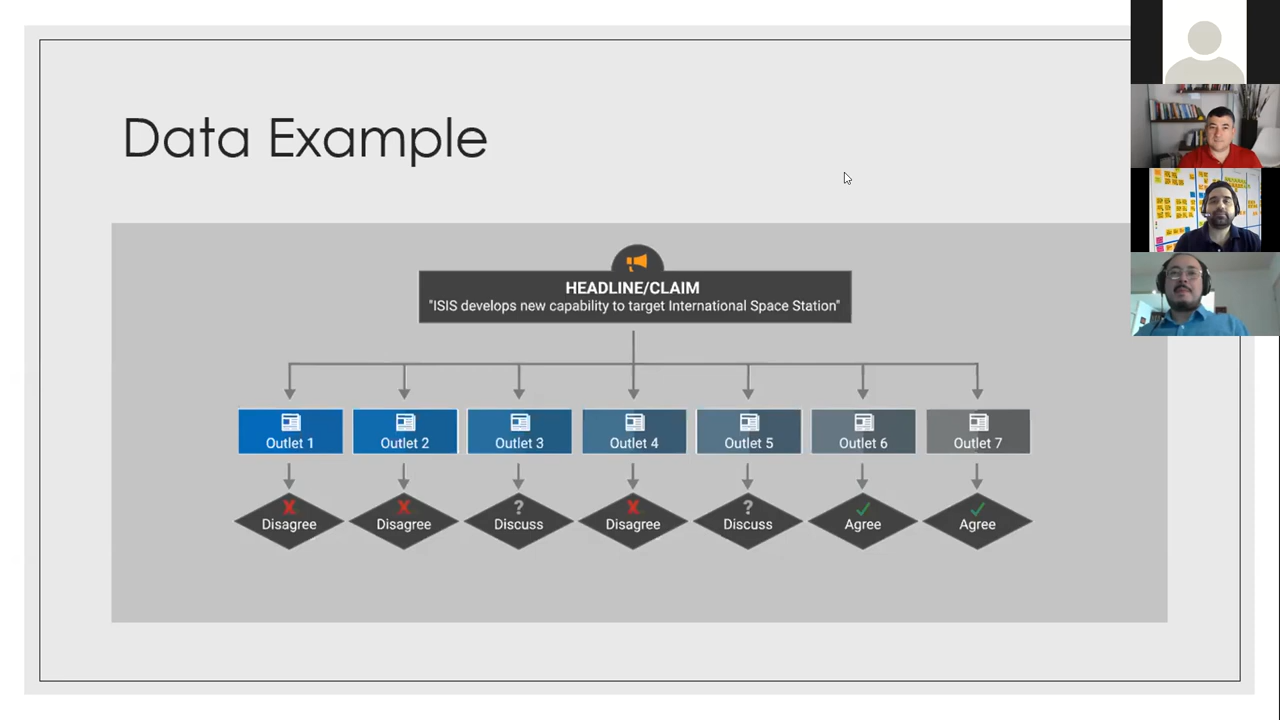 Data Example
HEADLINE/CLAIM
"ISIS develops new capability to target International Space Station"
Outlet 1
Outlet 2
Outlet 3
Outlet 4
Outlet 5
Outlet 6
Outlet 7
X
Disagree
X
Disagree
?
Discuss
X
Disagree
?
Discuss
Agree
Agree